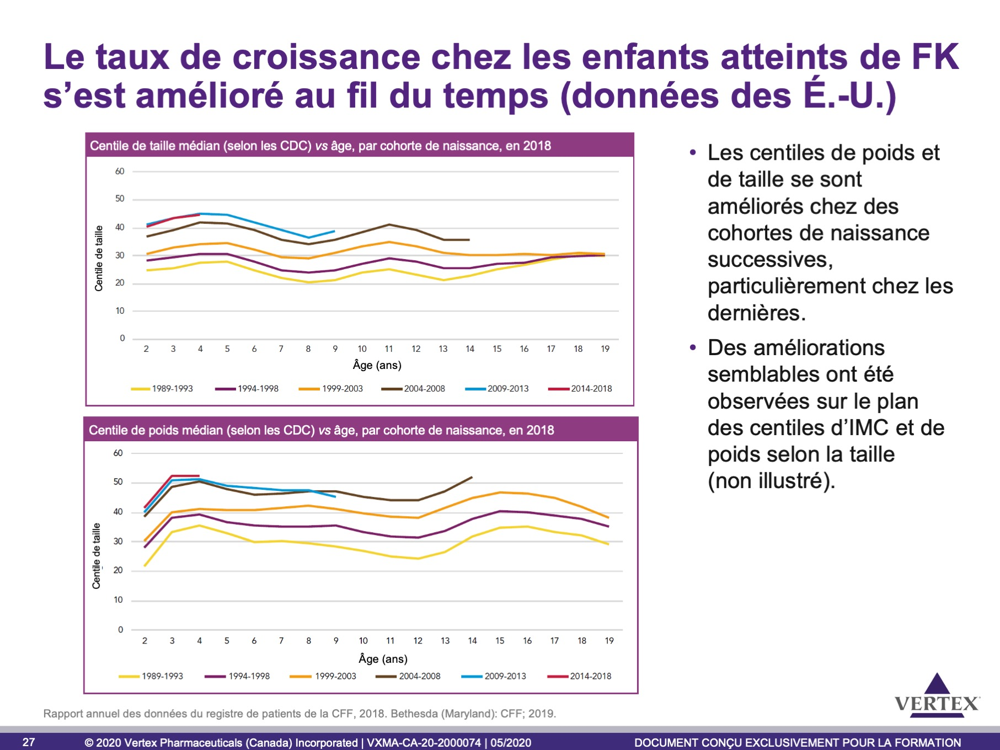 Le taux de croissance chez les enfants atteints de FK
s’est amélioré au fil du temps (données des É.-U.)
Centile de taille médian (selon les CDC) vs âge, par cohorte de naissance, en 2018
Centile de taille
60
50
40
30
20
10
0
2 3 4 5 6 7 8 9 10 11 12 13 14 15 16 17 18 19
Âge (ans)
1989-1993 1994-1998 1999-2003 2004-2008 2009-2013 2014-2018
Centile de poids médian (selon les CDC) vs âge, par cohorte de naissance, en 2018
Centile de taille
60
50
40
30
20
10
0
2 3 4 5 6 7 8 9 10 11 12 13 14 15 16 17 18 19
Âge (ans)
1989-1993 1994-1998 1999-2003 2004-2008 2009-2013 2014-2018
• Les centiles de poids et
de taille se sont
améliorés chez des
cohortes de naissance
successives,
particulièrement chez les
dernières.
• Des améliorations
semblables ont été
observées sur le plan
des centiles d’IMC et de
poids selon la taille
(non illustré).
VERTEX
Rapport annuel des données du registre de patients de la CFF, 2018. Bethesda (Maryland): CFF; 2019.
27 © 2020 Vertex Pharmaceuticals (Canada) Incorporated | VXMA-CA-20-2000074 | 05/2020 DOCUMENT CONÇU EXCLUSIVEMENT POUR LA FORMATION